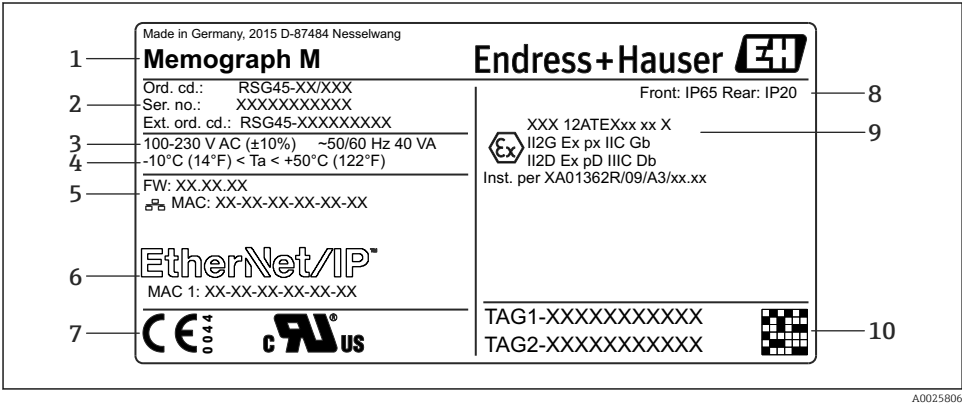 Made in Germany, 2015 D-87484 Nesselwang
1
Memograph M
Endress+Hauser EH
2
Ord. cd.: RSG45-XX/XXX
Ser. no.: XXXXXXXXXXX
Ext. ord. cd.: RSG45-XXXXXXXXX
3
100-230 V AC (±10%) ~50/60 Hz 40 VA
4
-10°C (14°F) < Ta < +50°C (122°F)
5
FW: XX.XX.XX
MAC: XX-XX-XX-XX-XX-XX
6
EtherNet/IP™
MAC 1: XX-XX-XX-XX-XX-XX
7
CE 0044
c RU US
Front: IP65 Rear: IP20
8
XXX 12ATEXxx xx X
9
Ex
II2G Ex px IIC Gb
II2D Ex pD IIIC Db
Inst. per XA01362R/09/A3/xx.xx
TAG1-XXXXXXXXXXX
TAG2-XXXXXXXXXXX
10
A0025806